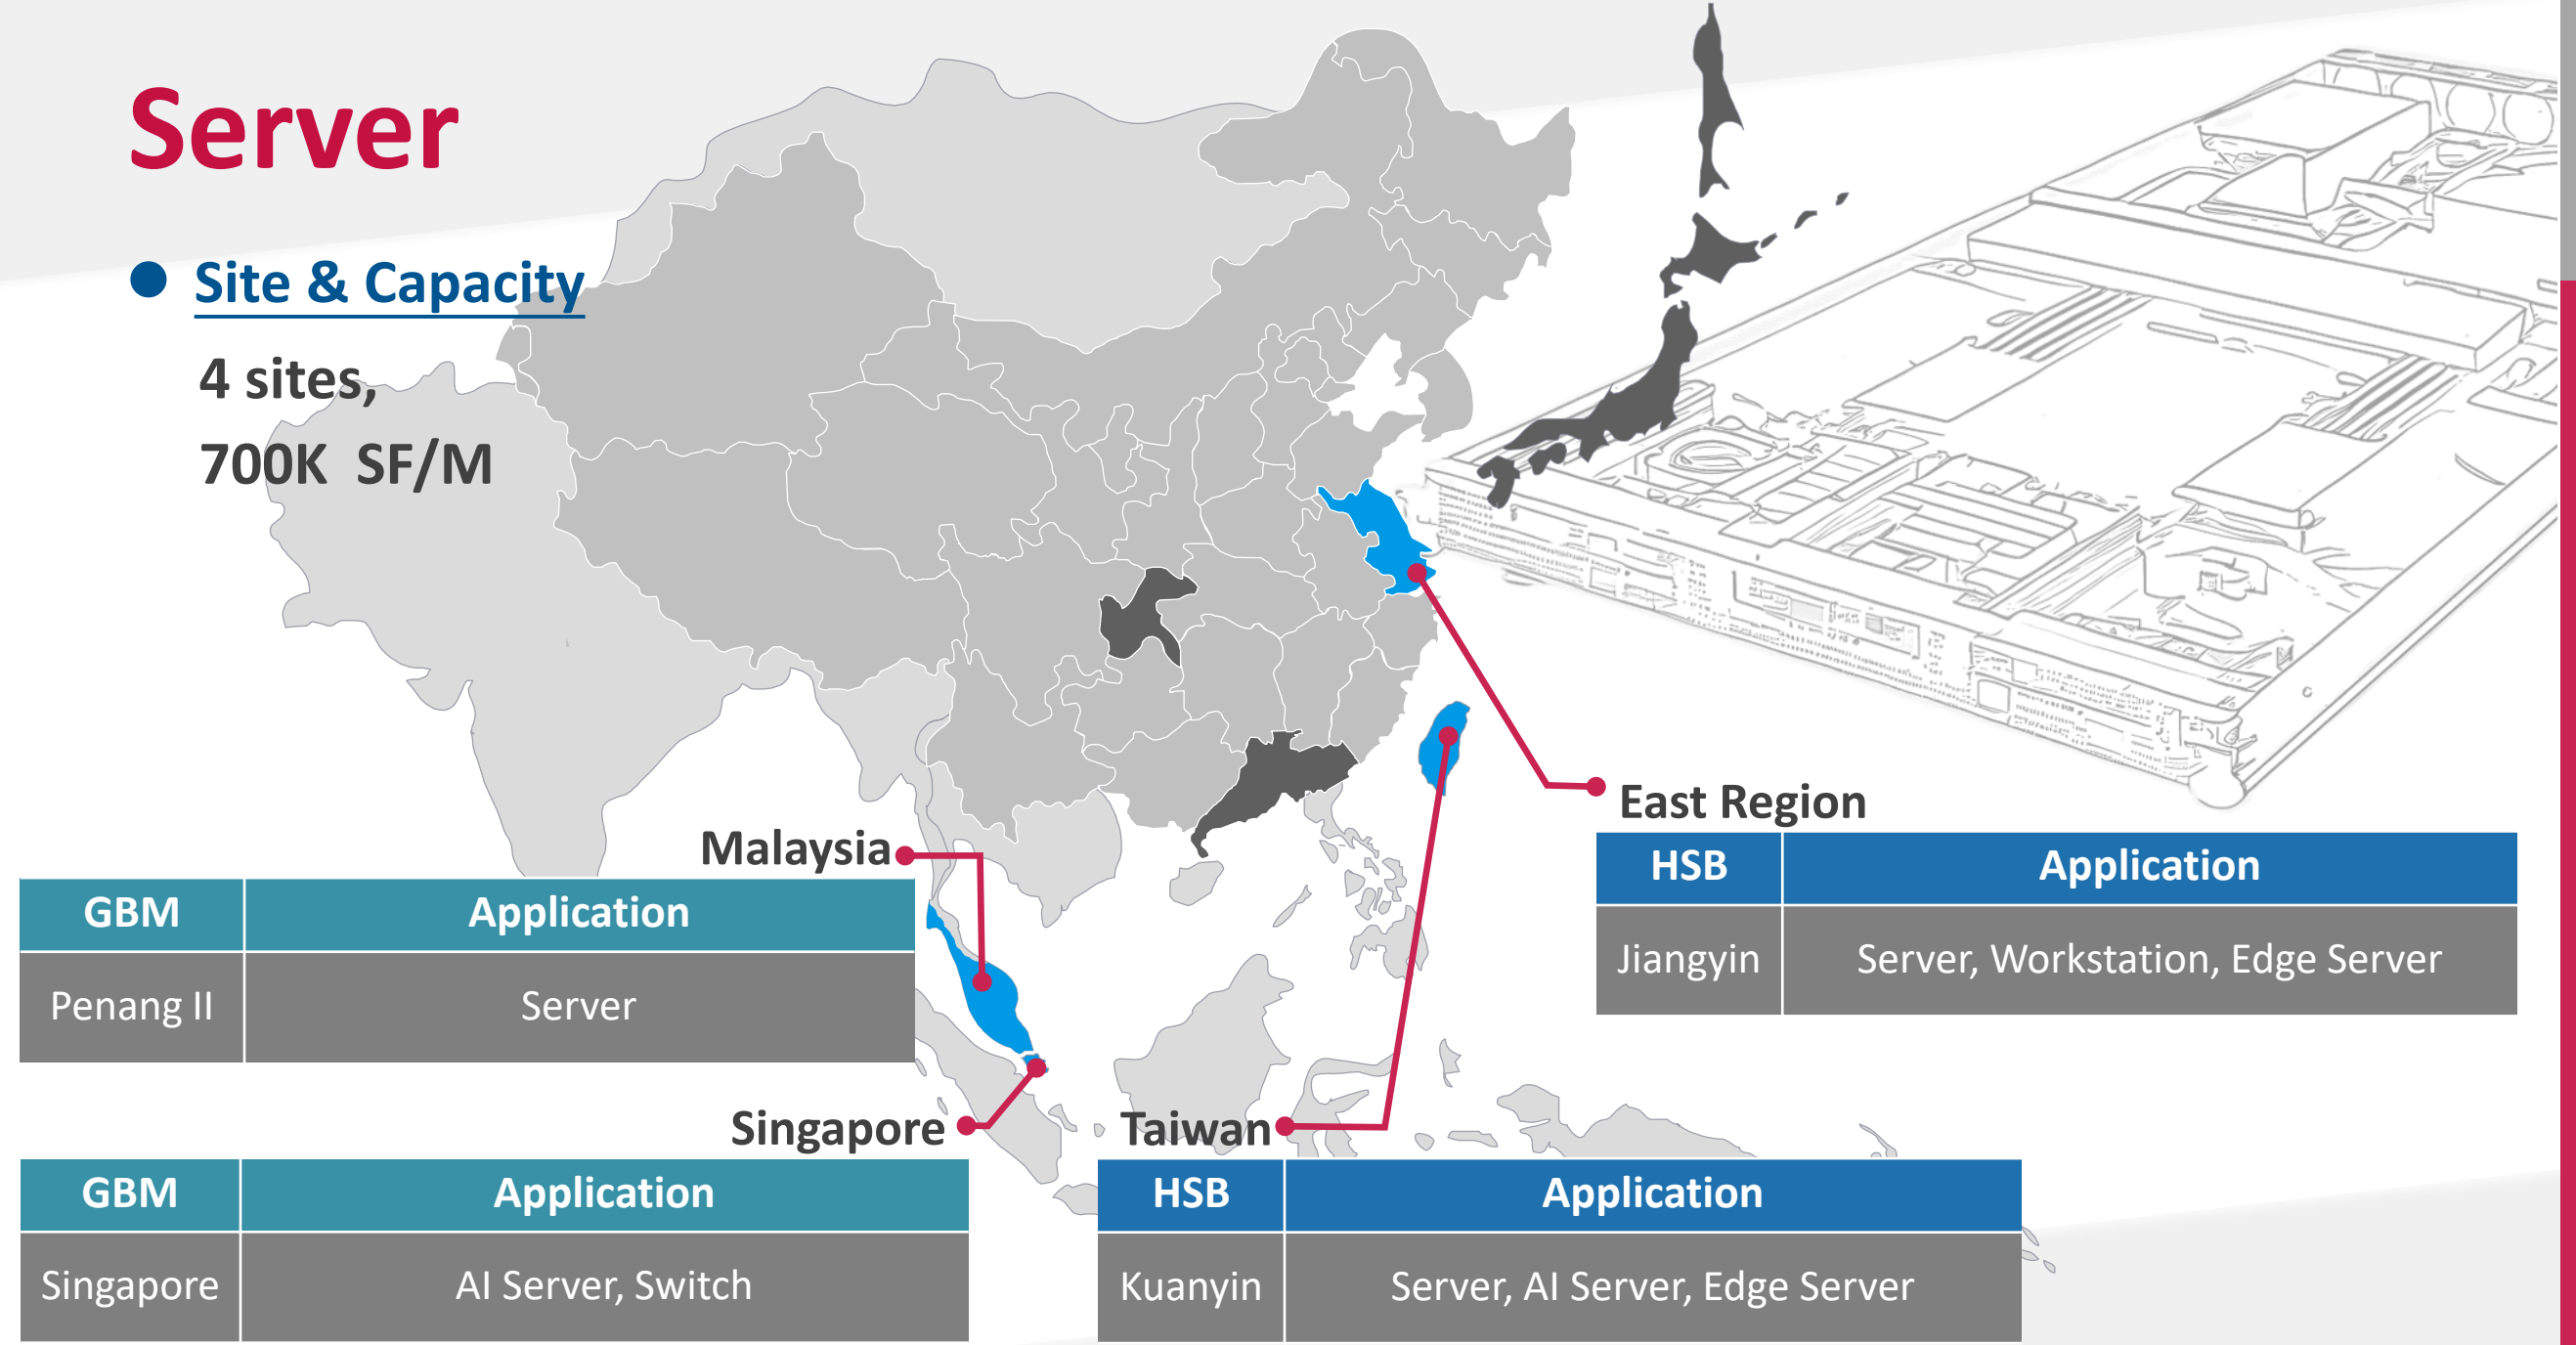 Server
Site & Capacity
4 sites,
700K SF/M
East Region
HSB Application
Jiangyin Server, Workstation, Edge Server
Malaysia
GBM Application
Penang II Server
Singapore
GBM Application
Singapore AI Server, Switch
Taiwan
HSB Application
Kuanyin Server, AI Server, Edge Server